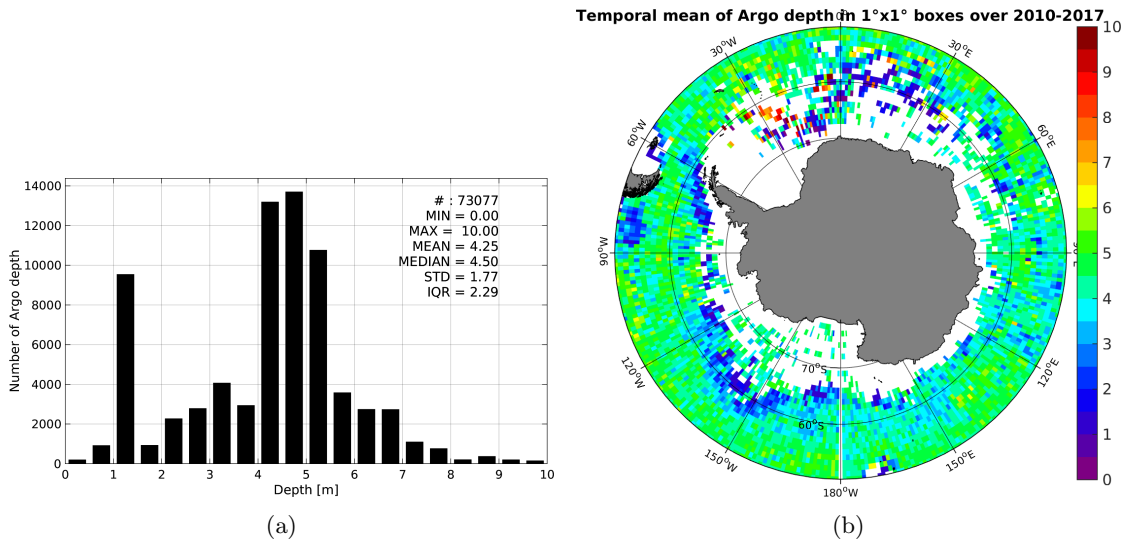 Temporal mean of Argo depth in 1°x1° boxes over 2010-2017
# : 73077
MIN = 0.00
MAX = 10.00
MEAN = 4.25
MEDIAN = 4.50
STD = 1.77
IQR = 2.29
Number of Argo depth
14000
12000
10000
8000
6000
4000
2000
0
0 1 2 3 4 5 6 7 8 9 10
Depth [m]
(a)
30°W
30°E
60°W
60°E
90°W
120°W
120°E
150°W
150°E
180°W
70°S
60°S
10
9
8
7
6
5
4
3
2
1
0
(b)